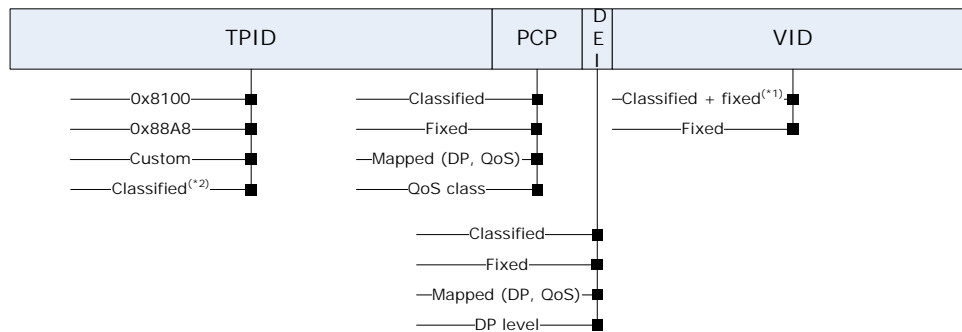 TPID PCP DEI VID
0x8100 Classified Classified + fixed(*1)
0x88A8 Fixed Fixed
Custom Mapped (DP, QoS)
Classified(*2) QoS class
Classified
Fixed
Mapped (DP, QoS)
DP level